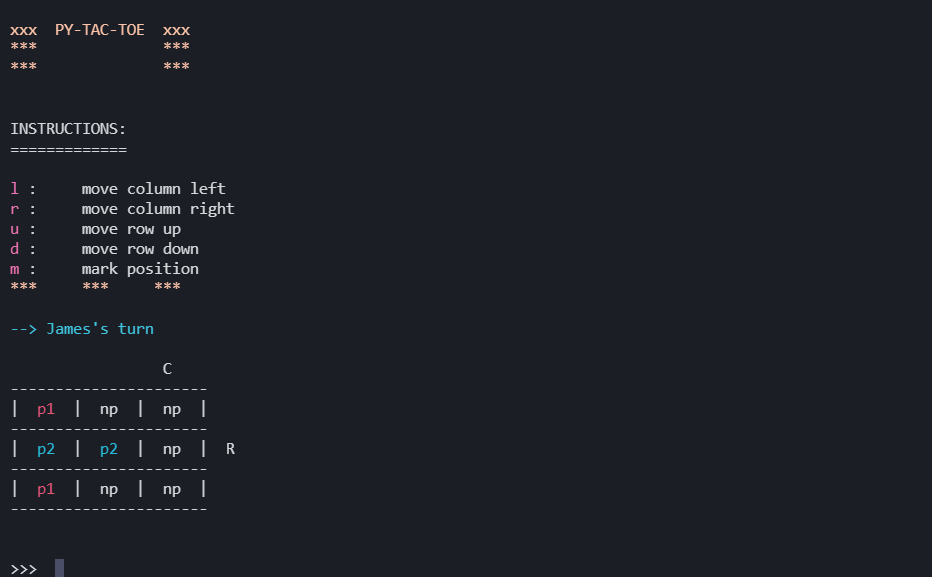 xxx  PY-TAC-TOE  xxx
***              ***
***              ***
INSTRUCTIONS:
=============
l :     move column left
r :     move column right
u :     move row up
d :     move row down
m :     mark position
***     ***     ***
--> James's turn
                 C
----------------------
|  p1  |  np  |  np  |
----------------------
|  p2  |  p2  |  np  |  R
----------------------
|  p1  |  np  |  np  |
----------------------
>>>